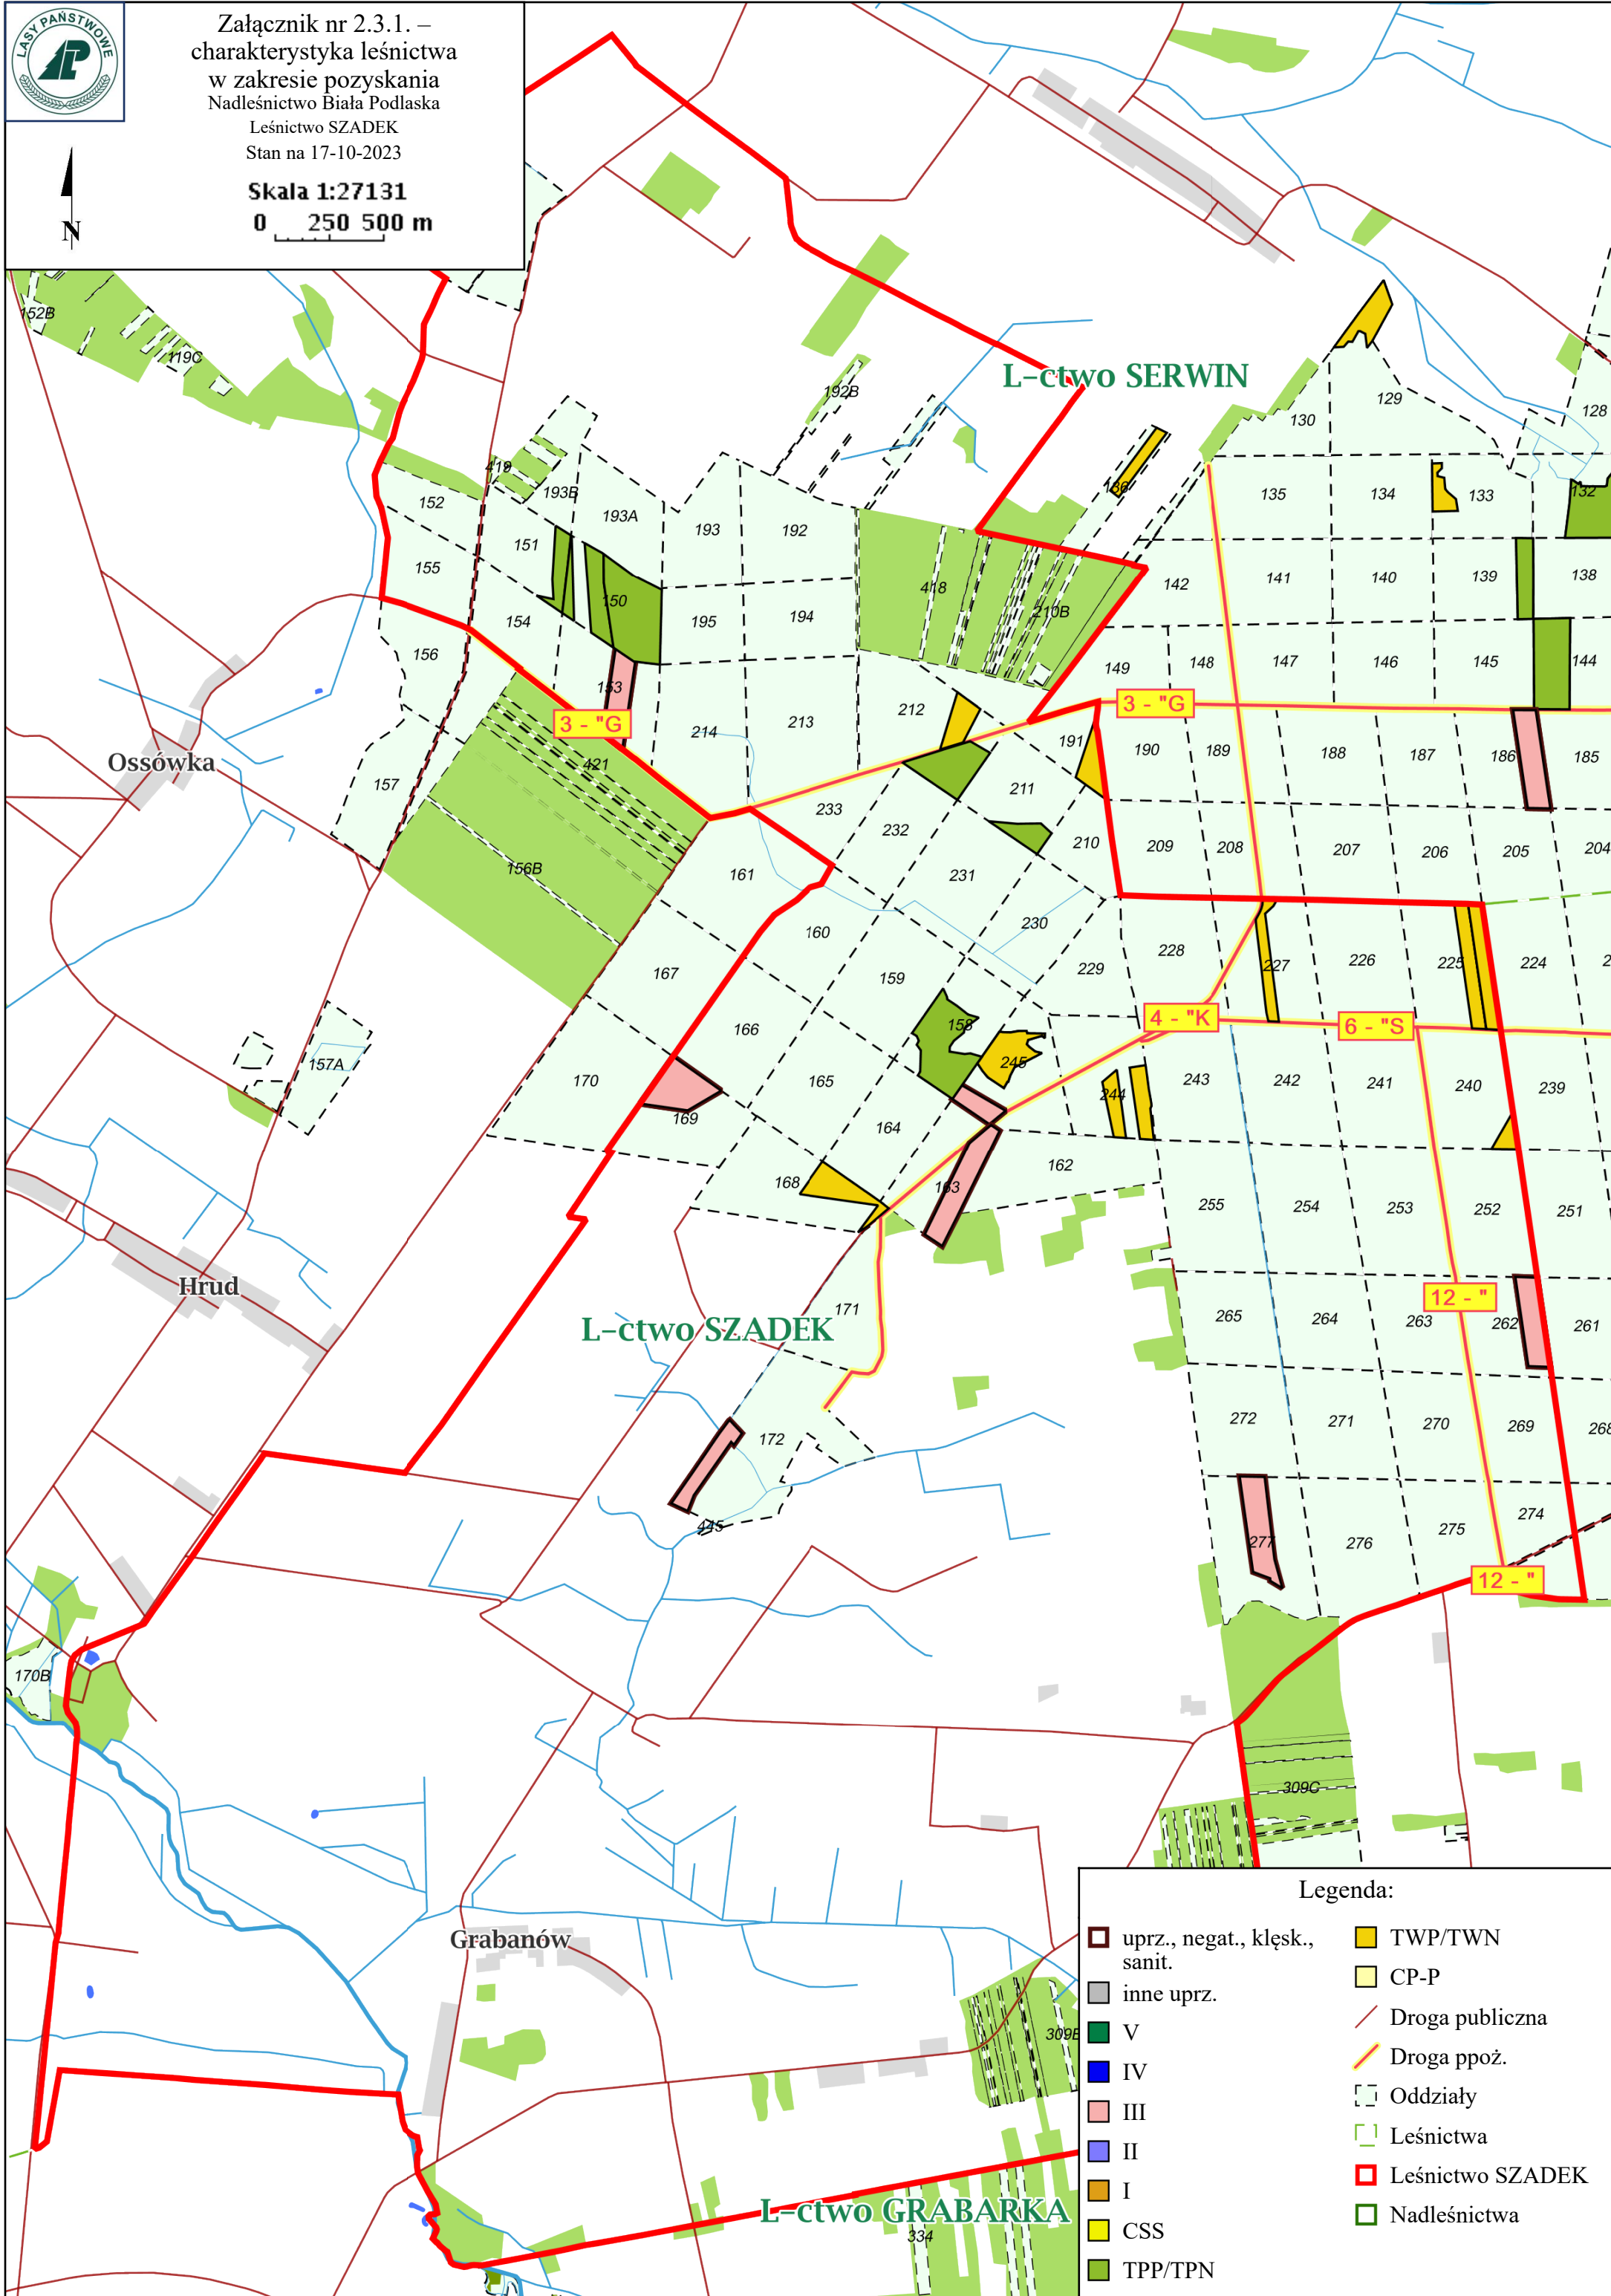 LASY PAŃSTWOWE
Załącznik nr 2.3.1. –
charakterystyka leśnictwa
w zakresie pozyskania
Nadleśnictwo Biała Podlaska
Leśnictwo SZADEK
Stan na 17-10-2023
Skala 1:27131
0 250 500 m
N
152B
119C
192B
L-ctwo SERWIN
129
128
130
419
193B
152
193A
193
192
136
135
134
133
132
151
155
150
418
210B
142
141
140
139
138
154
195
194
156
153
149
148
147
146
145
144
3 - "G
3 - "G
214
213
212
191
190
189
188
187
186
185
Ossówka
421
157
211
233
232
210
209
208
207
206
205
204
156B
161
231
160
230
167
159
229
228
227
226
225
224
2
166
158
4 - "K
6 - "S
157A
245
170
165
244
243
242
241
240
239
169
164
162
168
163
255
254
253
252
251
Hrud
171
12 - "
L-ctwo SZADEK
265
264
263
262
261
172
272
271
270
269
268
445
277
276
275
274
12 - "
170B
309C
Grabanów
309B
L-ctwo GRABARKA
334
Legenda:
uprz., negat., klęsk.,
sanit.
inne uprz.
V
IV
III
II
I
CSS
TPP/TPN
TWP/TWN
CP-P
Droga publiczna
Droga ppoż.
Oddziały
Leśnictwa
Leśnictwo SZADEK
Nadleśnictwa